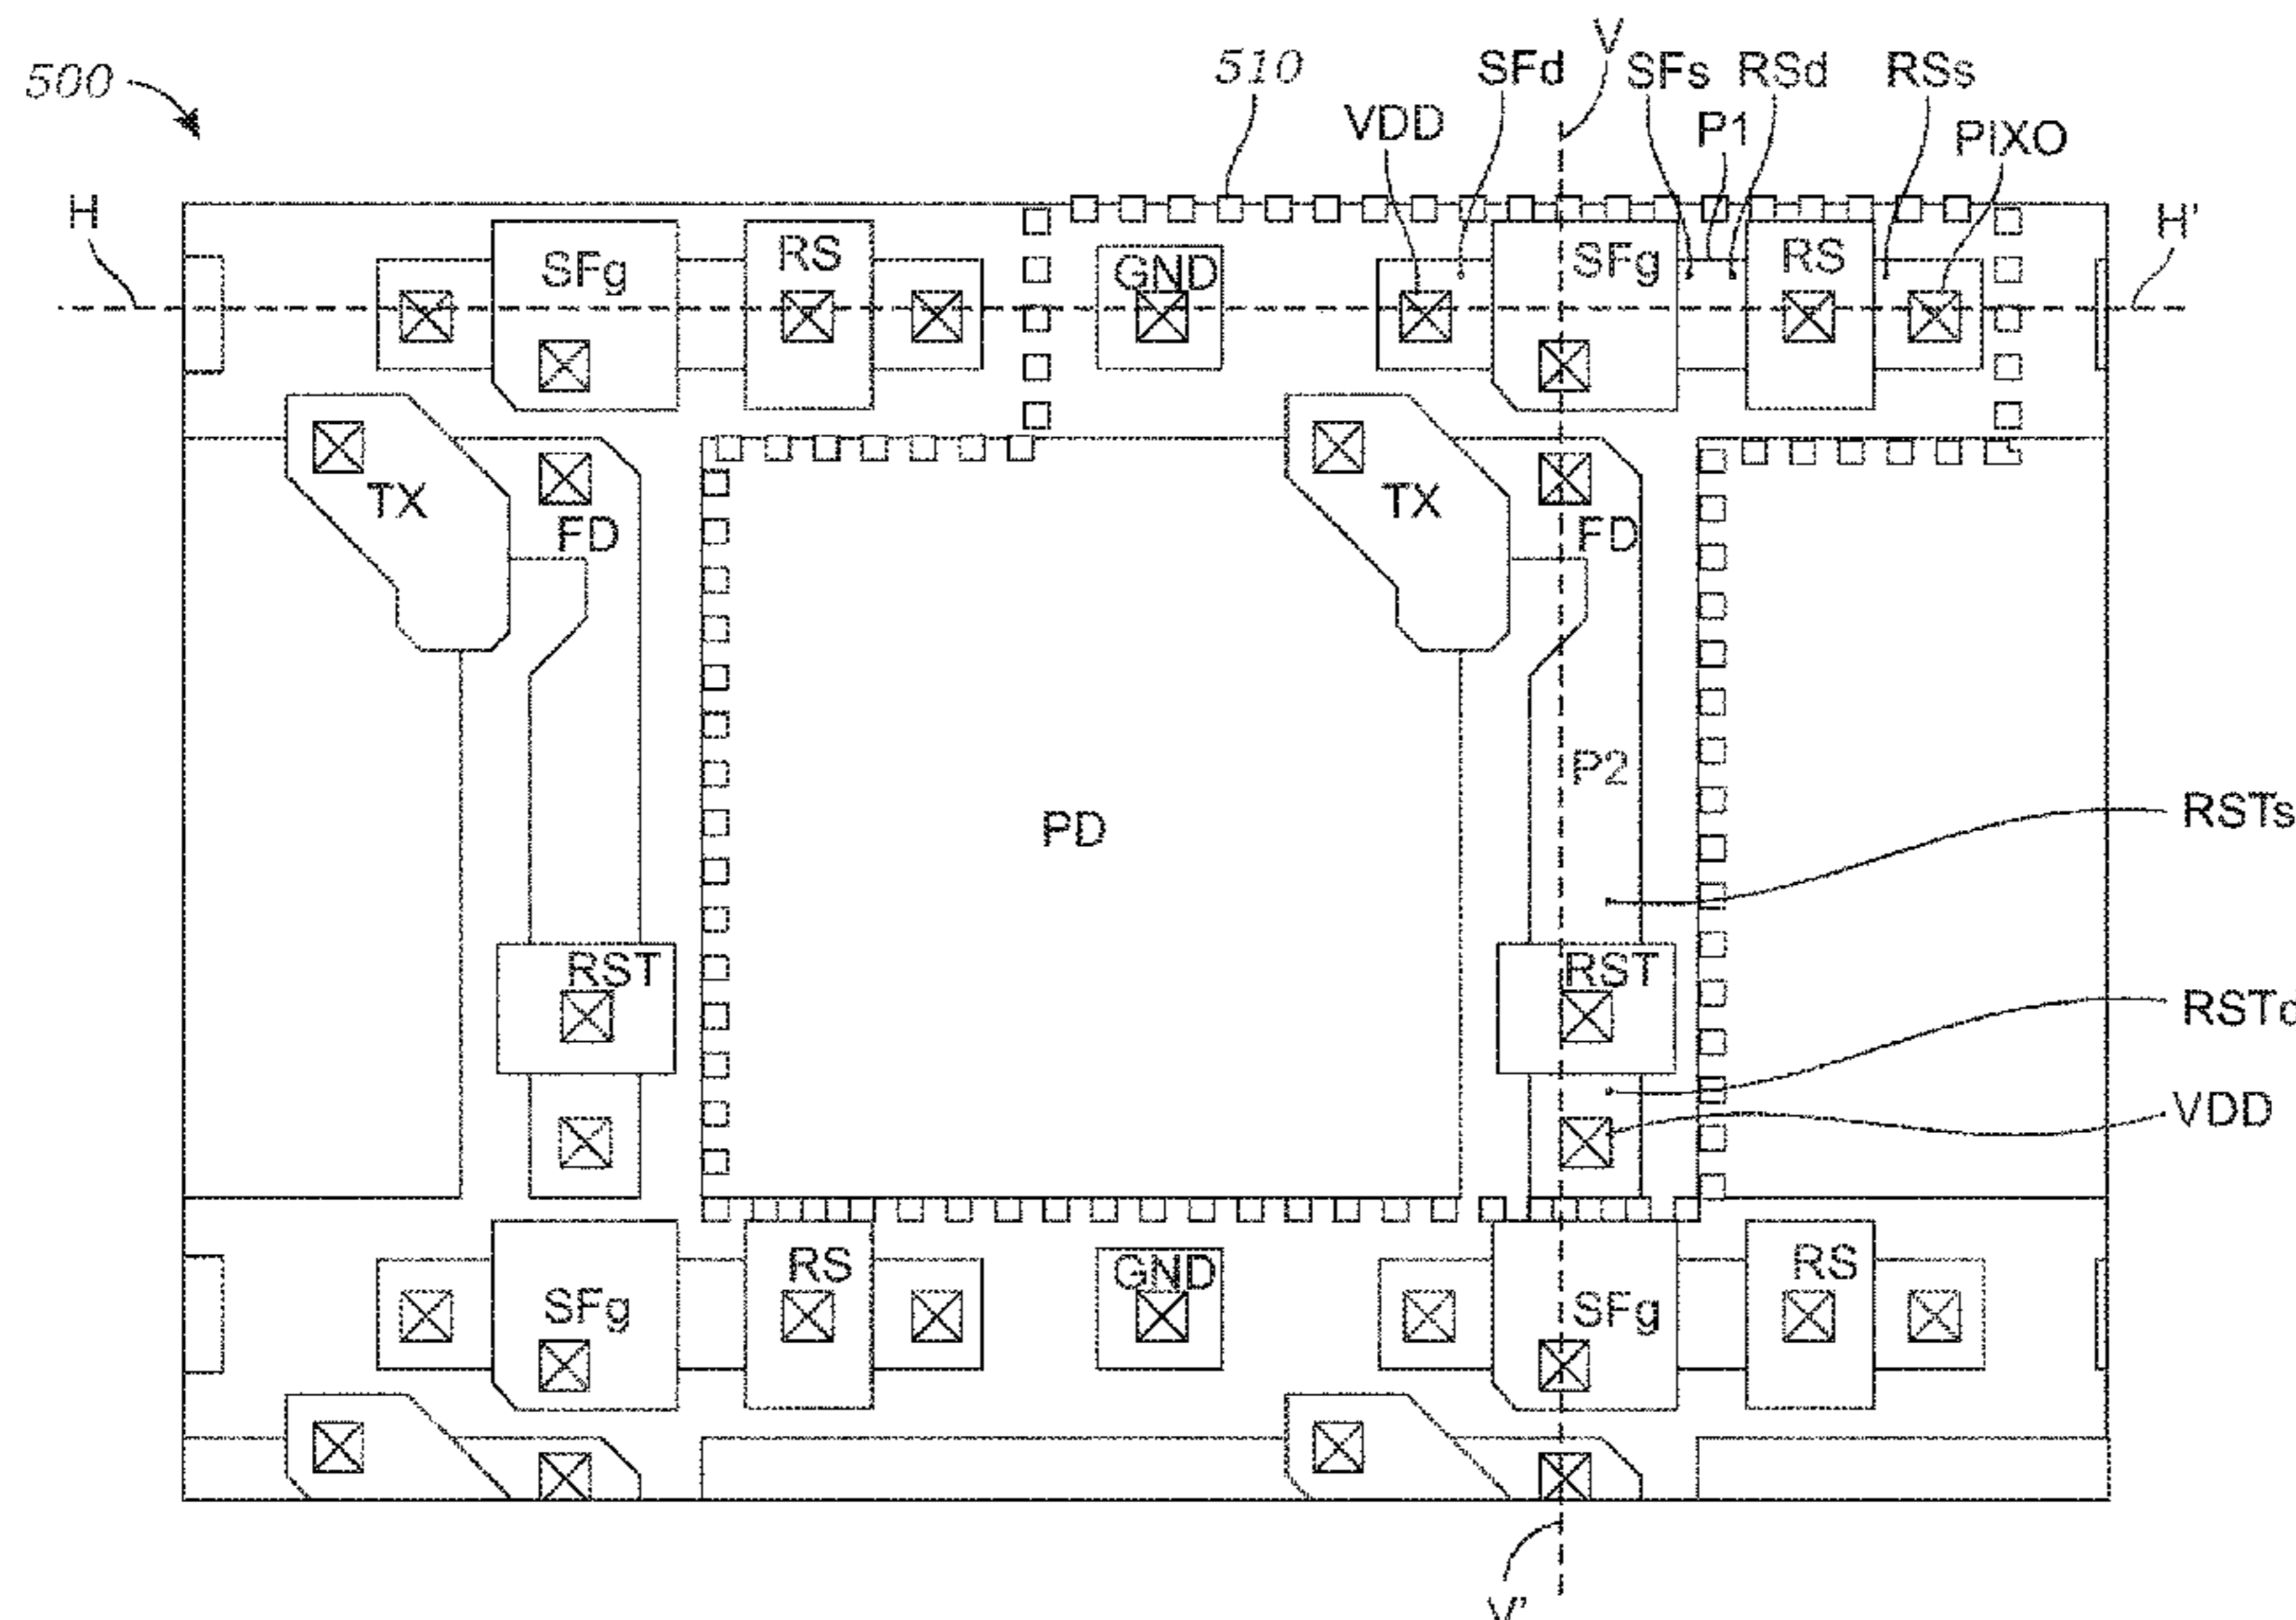 500
510
SFd
V
SFs
RSd
RSs
VDD
P1
PIXO
H
H'
SFg
RS
GND
SFg
RS
TX
FD
TX
FD
P2
PD
RSTs
RST
RST
RSTd
VDD
SFg
RS
GND
SFg
RS
V'